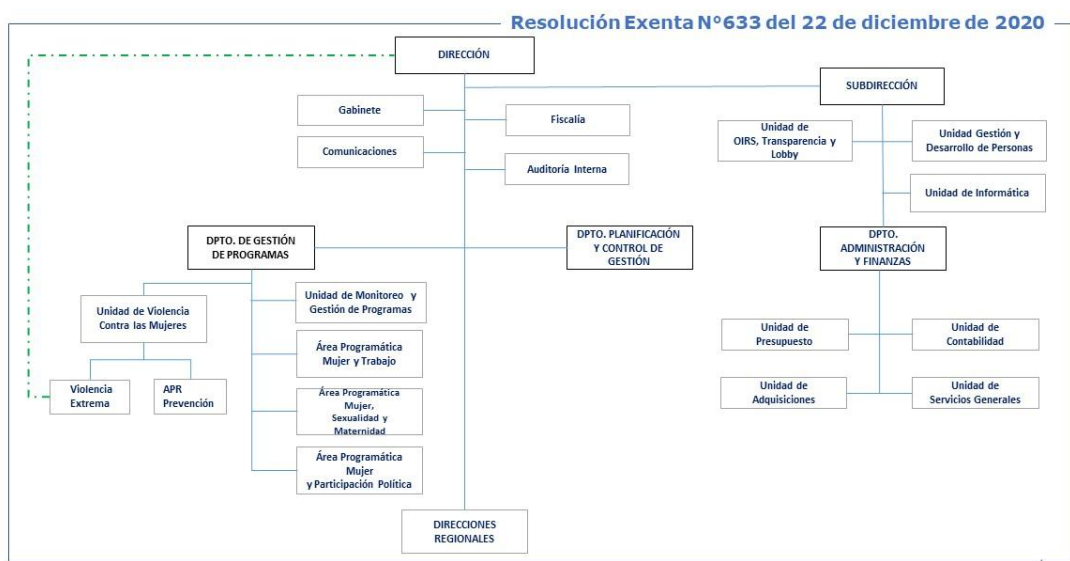 Resolución Exenta N°633 del 22 de diciembre de 2020
DIRECCIÓN
SUBDIRECCIÓN
Gabinete
Fiscalía
Comunicaciones
Auditoría Interna
Unidad de
OIRS, Transparencia y
Lobby
Unidad Gestión y
Desarrollo de Personas
Unidad de Informática
DPTO. DE GESTIÓN
DE PROGRAMAS
DPTO. PLANIFICACIÓN
Y CONTROL DE
GESTIÓN
DPTO.
ADMINISTRACIÓN
Y FINANZAS
Unidad de Violencia
Contra las Mujeres
Unidad de Monitoreo y
Gestión de Programas
Área Programática
Mujer y Trabajo
Violencia
Extrema
APR
Prevención
Área Programática
Mujer,
Sexualidad y
Maternidad
Área Programática
Mujer
y Participación Política
Unidad de
Presupuesto
Unidad de
Contabilidad
Unidad de
Adquisiciones
Unidad de
Servicios Generales
DIRECCIONES
REGIONALES